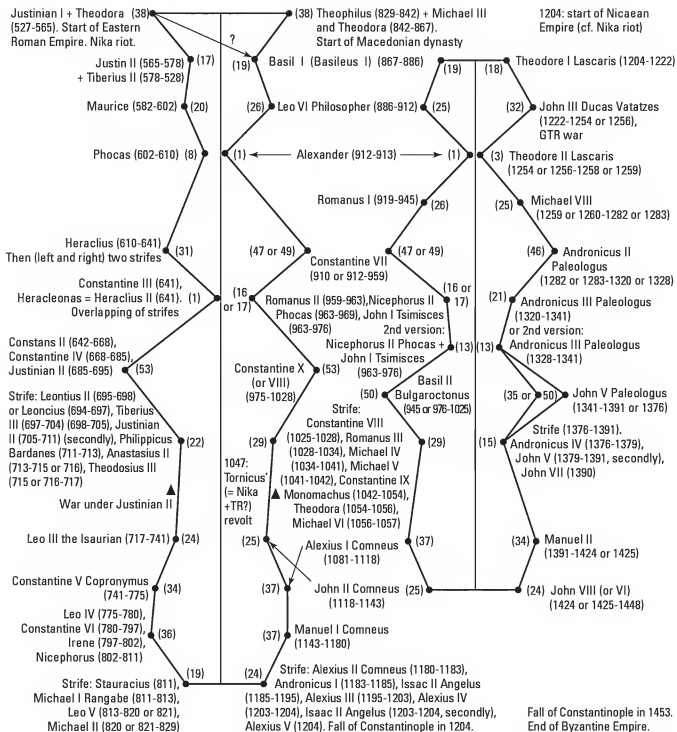 Justini I + Theodora (38)
(527-565). Start of Eastern
Roman Empire. Nika riot.
Justin II (565-578)
+ Tiberius II
(578-528)
(17)
Maurice (582-602)
(20)
Phocas (602-610)
(8)
Heraclius (610-641)
Then (left and right) two strifes
(31)
Constantine III (641),
Heracleonas = Heraclius II (641).
Overlapping of strifes
(1)
Constans II (642-668),
Constantine IV (668-685),
Justinian II (685-695)
(53)
Strife: Leontius II (695-698)
or Leoncius (694-697), Tiberius
III (697-704) (698-705), Justinian
II (705-711) (secondly), Philippicus
Bardanes (711-713), Anastasius II
(713-715 or 716), Theodosius III
(715 or 716-717)
(22)
War under Justinian II
Leo III the Isaurian (717-741)
(24)
Constantine V Copronymus
(741-775)
(34)
Leo IV (775-780),
Constantine VI (780-797),
Irene (797-802),
Nicephorus (802-811)
(36)
(19)
Strife: Stauracius (811),
Michael I Rangabe (811-813),
Leo V (813-820 or 821),
Michael II (820 or 821-829)
?
(38) Theophilus (829-842) + Michael III
and Theodora (842-867).
Start of Macedonian dynasty
(19)
Basil I (Basileus I) (867-886)
(26)
Leo VI Philosopher (886-912)
(1)
Alexander (912-913)
(1)
Romanus I (919-945)
(26)
(47 or 49)
Constantine VII
(910 or 912-959)
(47 or 49)
(16
or 17)
Romanus II (959-963), Nicephorus II
Phocas (963-969), John I Tsimisces
(963-976)
2nd version:
Nicephorus II Phocas +
John I Tsimisces
(963-976)
(16 or
17)
(13)
Constantine X
(or VIII)
(975-1028)
(53)
Basil II
Bulgaroctonus
(945 or 976-1025)
(50)
Strife:
Constantine VIII
(1025-1028), Romanus III
(1028-1034), Michael IV
(1034-1041), Michael V
(1041-1042), Constantine IX
Monomachus (1042-1054),
Theodora (1054-1056),
Michael VI (1056-1057)
(29)
(29)
1047:
Tornicus'
(= Nika
+TR?)
revolt
(25)
Alexius I Comneus
(1081-1118)
(37)
(37)
John II Comneus
(1118-1143)
(25)
(37)
Manuel I Comneus
(1143-1180)
(24)
Strife: Alexius II Comneus (1180-1183),
Andronicus I (1183-1185), Issac II Angelus
(1185-1195), Alexius III (1195-1203), Alexius IV
(1203-1204), Isaac II Angelus (1203-1204, secondly),
Alexius V (1204). Fall of Constantinople in 1204.
1204: start of Nicaean
Empire (cf. Nika riot)
(19)
(18)
Theodore I Lascaris (1204-1222)
(25)
(32)
John III Ducas Vatatzes
(1222-1254 or 1256),
GTR war
(3)
Theodore II Lascaris
(1254 or 1256-1258 or 1259)
(25)
Michael VIII
(1259 or 1260-1282 or 1283)
(46)
Andronicus II
Paleologus
(1282 or 1283-1320 or 1328)
(21)
Andronicus III Paleologus
(1320-1341)
or 2nd version:
Andronicus III Paleologus
(1328-1341)
(13)
(35 or
50)
John V Paleologus
(1341-1391 or 1376)
(15)
Strife (1376-1391).
Andronicus IV (1376-1379),
John V (1379-1391, secondly),
John VII (1390)
(34)
Manuel II
(1391-1424 or 1425)
(24)
John VIII (or VI)
(1424 or 1425-1448)
Fall of Constantinople in 1453.
End of Byzantine Empire.